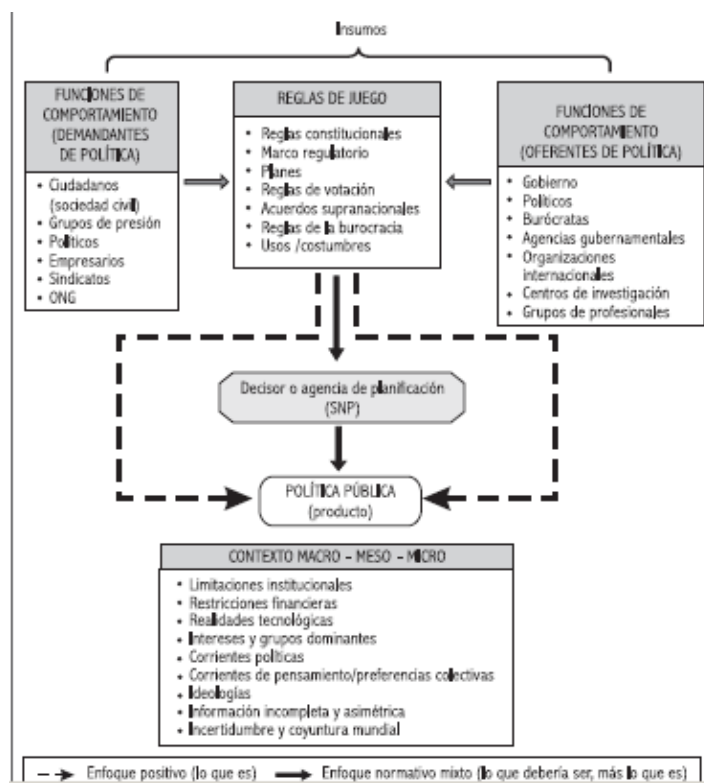 Insumos
FUNCIONES DE
COMPORTAMIENTO
(DEMANDANTES
DE POLÍTICA)
• Ciudadanos
(sociedad civil)
• Grupos de presión
• Políticos
• Empresarios
• Sindicatos
• ONG
REGLAS DE JUEGO
• Reglas constitucionales
• Marco regulatorio
• Planes
• Reglas de votación
• Acuerdos supranacionales
• Reglas de la burocracia
• Usos /costumbres
FUNCIONES DE
COMPORTAMIENTO
(OFERENTES DE POLÍTICA)
• Gobierno
• Políticos
• Burócratas
• Agencias gubernamentales
• Organizaciones
internacionales
• Centros de investigación
• Grupos de profesionales
Decisor o agencia de planificación
(SNP)
POLÍTICA PÚBLICA
(producto)
CONTEXTO MACRO – MESO – MICRO
• Limitaciones institucionales
• Restricciones financieras
• Realidades tecnológicas
• Intereses y grupos dominantes
• Corrientes políticas
• Corrientes de pensamiento/preferencias colectivas
• Ideologías
• Información incompleta y asimétrica
• Incertidumbre y coyuntura mundial
Enfoque positivo (lo que es) Enfoque normativo mixto (lo que debería ser, más lo que es)